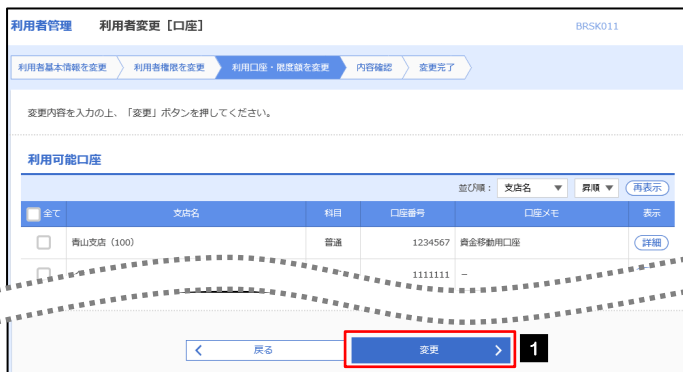 利用者管理 利用者変更［口座］ BRSK011
利用者基本情報を変更 利用者権限を変更 利用口座・限度額を変更 内容確認 変更完了
変更内容を入力の上、「変更」ボタンを押してください。
利用可能口座
並び順： 支店名 ▼ 昇順 ▼ 再表示
全て 支店名 科目 口座番号 口座メモ 表示
青山支店（100） 普通 1234567 資金移動用口座 詳細
1111111 －
戻る 変更 1